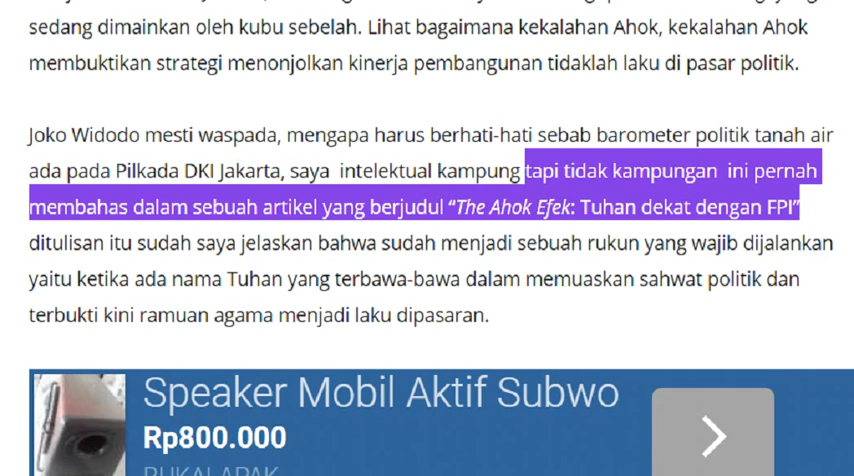 sedang dimainkan oleh kubu sebelah. Lihat bagaimana kekalahan Ahok, kekalahan Ahok
membuktikan strategi menonjolkan kinerja pembangunan tidaklah laku di pasar politik.
Joko Widodo mesti waspada, mengapa harus berhati-hati sebab barometer politik tanah air
ada pada Pilkada DKI Jakarta, saya  intelektual kampung tapi tidak kampungan  ini pernah
membahas dalam sebuah artikel yang berjudul “The Ahok Efek: Tuhan dekat dengan FPI”
ditulisan itu sudah saya jelaskan bahwa sudah menjadi sebuah rukun yang wajib dijalankan
yaitu ketika ada nama Tuhan yang terbawa-bawa dalam memuaskan sahwat politik dan
terbukti kini ramuan agama menjadi laku dipasaran.
Speaker Mobil Aktif Subwo
Rp800.000
BUKALAPAK